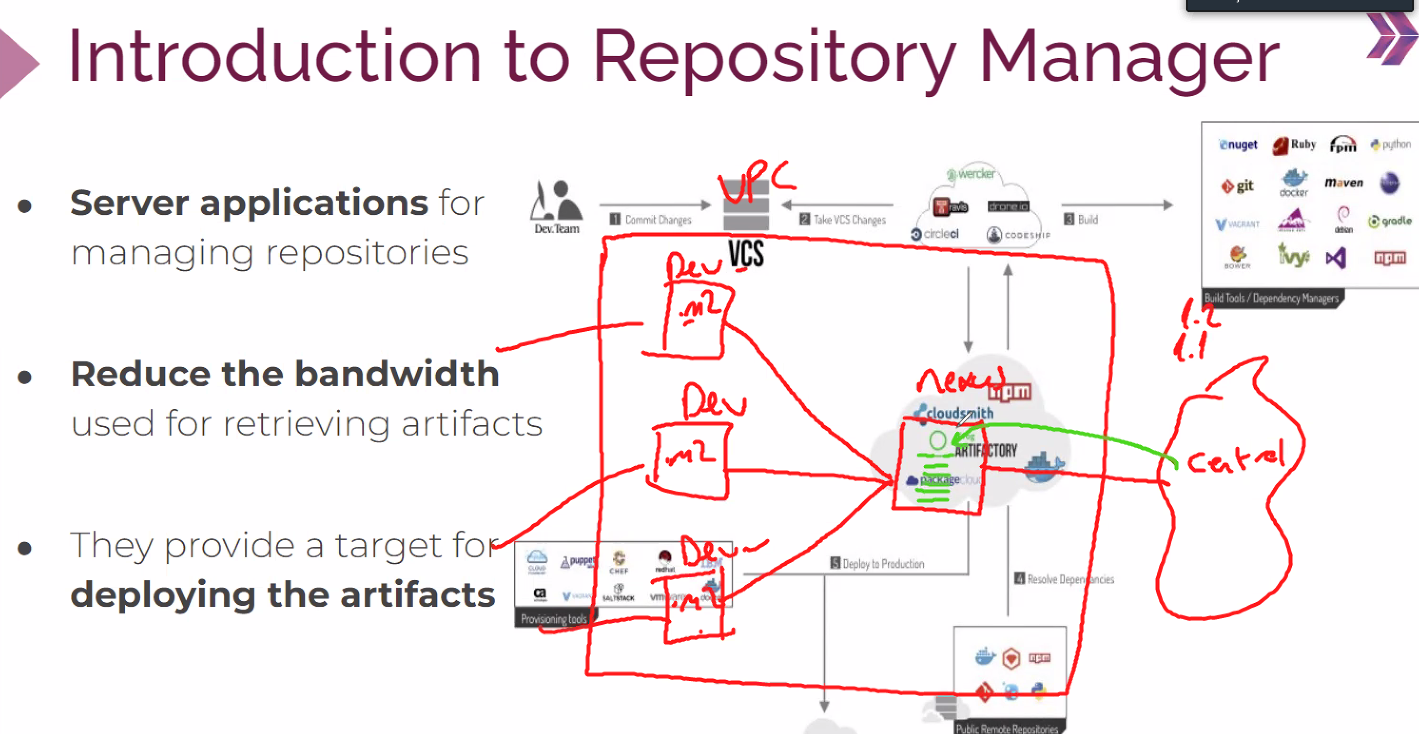 Introduction to Repository Manager
Server applications for
managing repositories
Reduce the bandwidth
used for retrieving artifacts
They provide a target for
deploying the artifacts
Dev.Team
1 Commit Changes
VPC
VCS
2 Take VCS Changes
wercker
Travis
drone.io
circleci
CODESHIP
3 Build
nuget
Ruby
rpm
python
git
docker
maven
VAGRANT
debian
gradle
BOWER
ivy
npm
Build Tools / Dependency Managers
1.2
1.1
Dev
.m2
Dev
.m2
Dev
.m2
nexus
npm
cloudsmith
ARTIFACTORY
packagecloud
Central
5 Deploy to Production
4 Resolve Dependencies
CLOUD
puppet
CHEF
redhat
IBM
ca
VAGRANT
SALTSTACK
Provisioning tools
npm
Public Remote Repositories